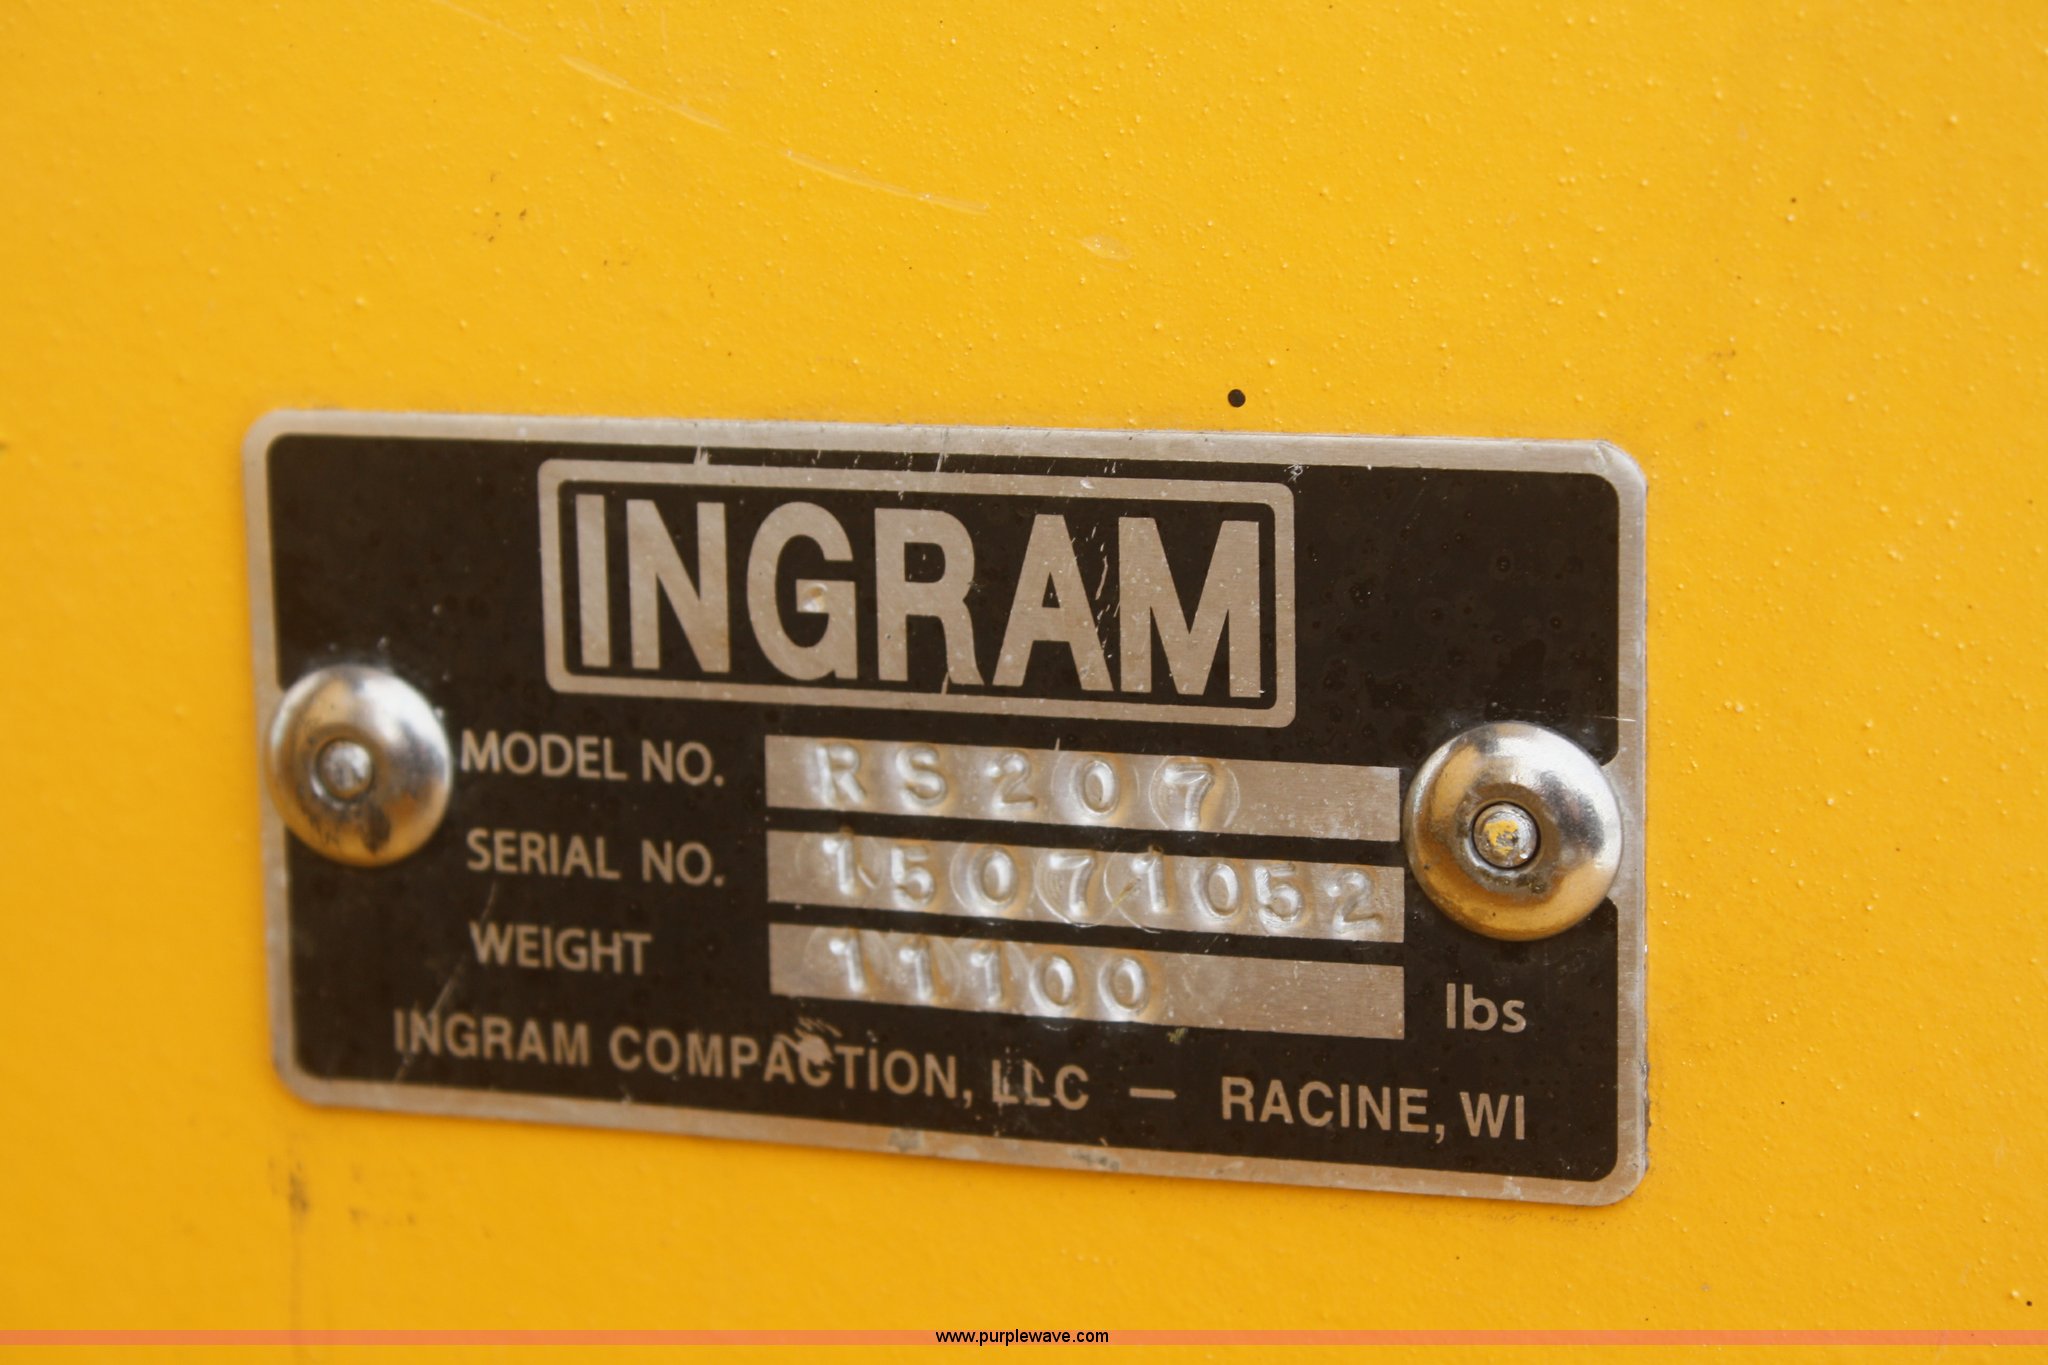 INGRAM
MODEL NO. RS207
SERIAL NO. 15071052
WEIGHT 11100 lbs
INGRAM COMPACTION, LLC — RACINE, WI
www.purplewave.com